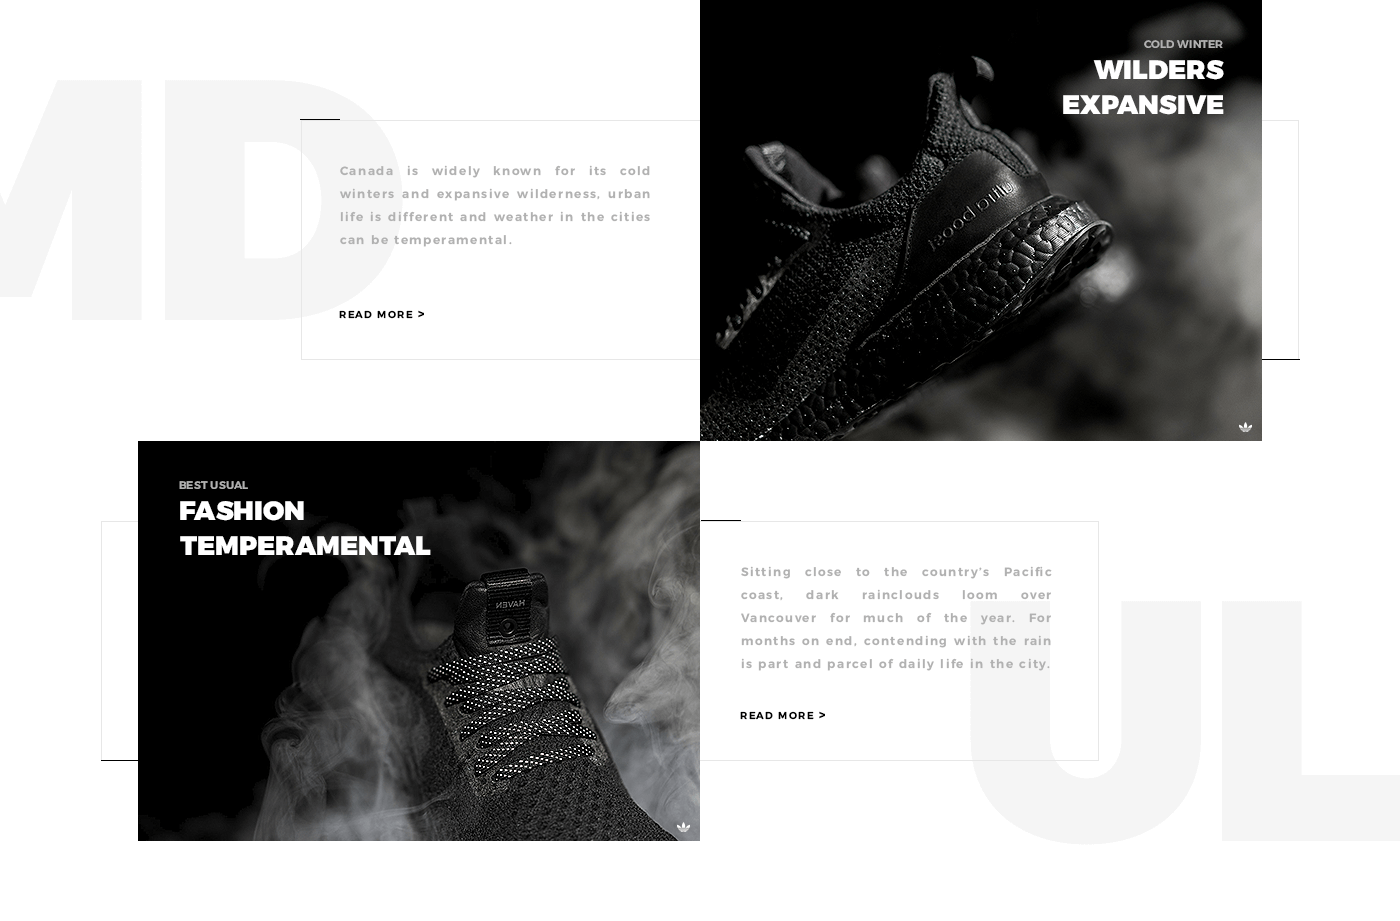 MD
Canada is widely known for its cold
winters and expansive wilderness, urban
life is different and weather in the cities
can be temperamental.
READ MORE >
COLD WINTER
WILDERS
EXPANSIVE
BEST USUAL
FASHION
TEMPERAMENTAL
HAVEN
Sitting close to the country's Pacific
coast, dark rainclouds loom over
Vancouver for much of the year. For
months on end, contending with the rain
is part and parcel of daily life in the city.
READ MORE >
UL